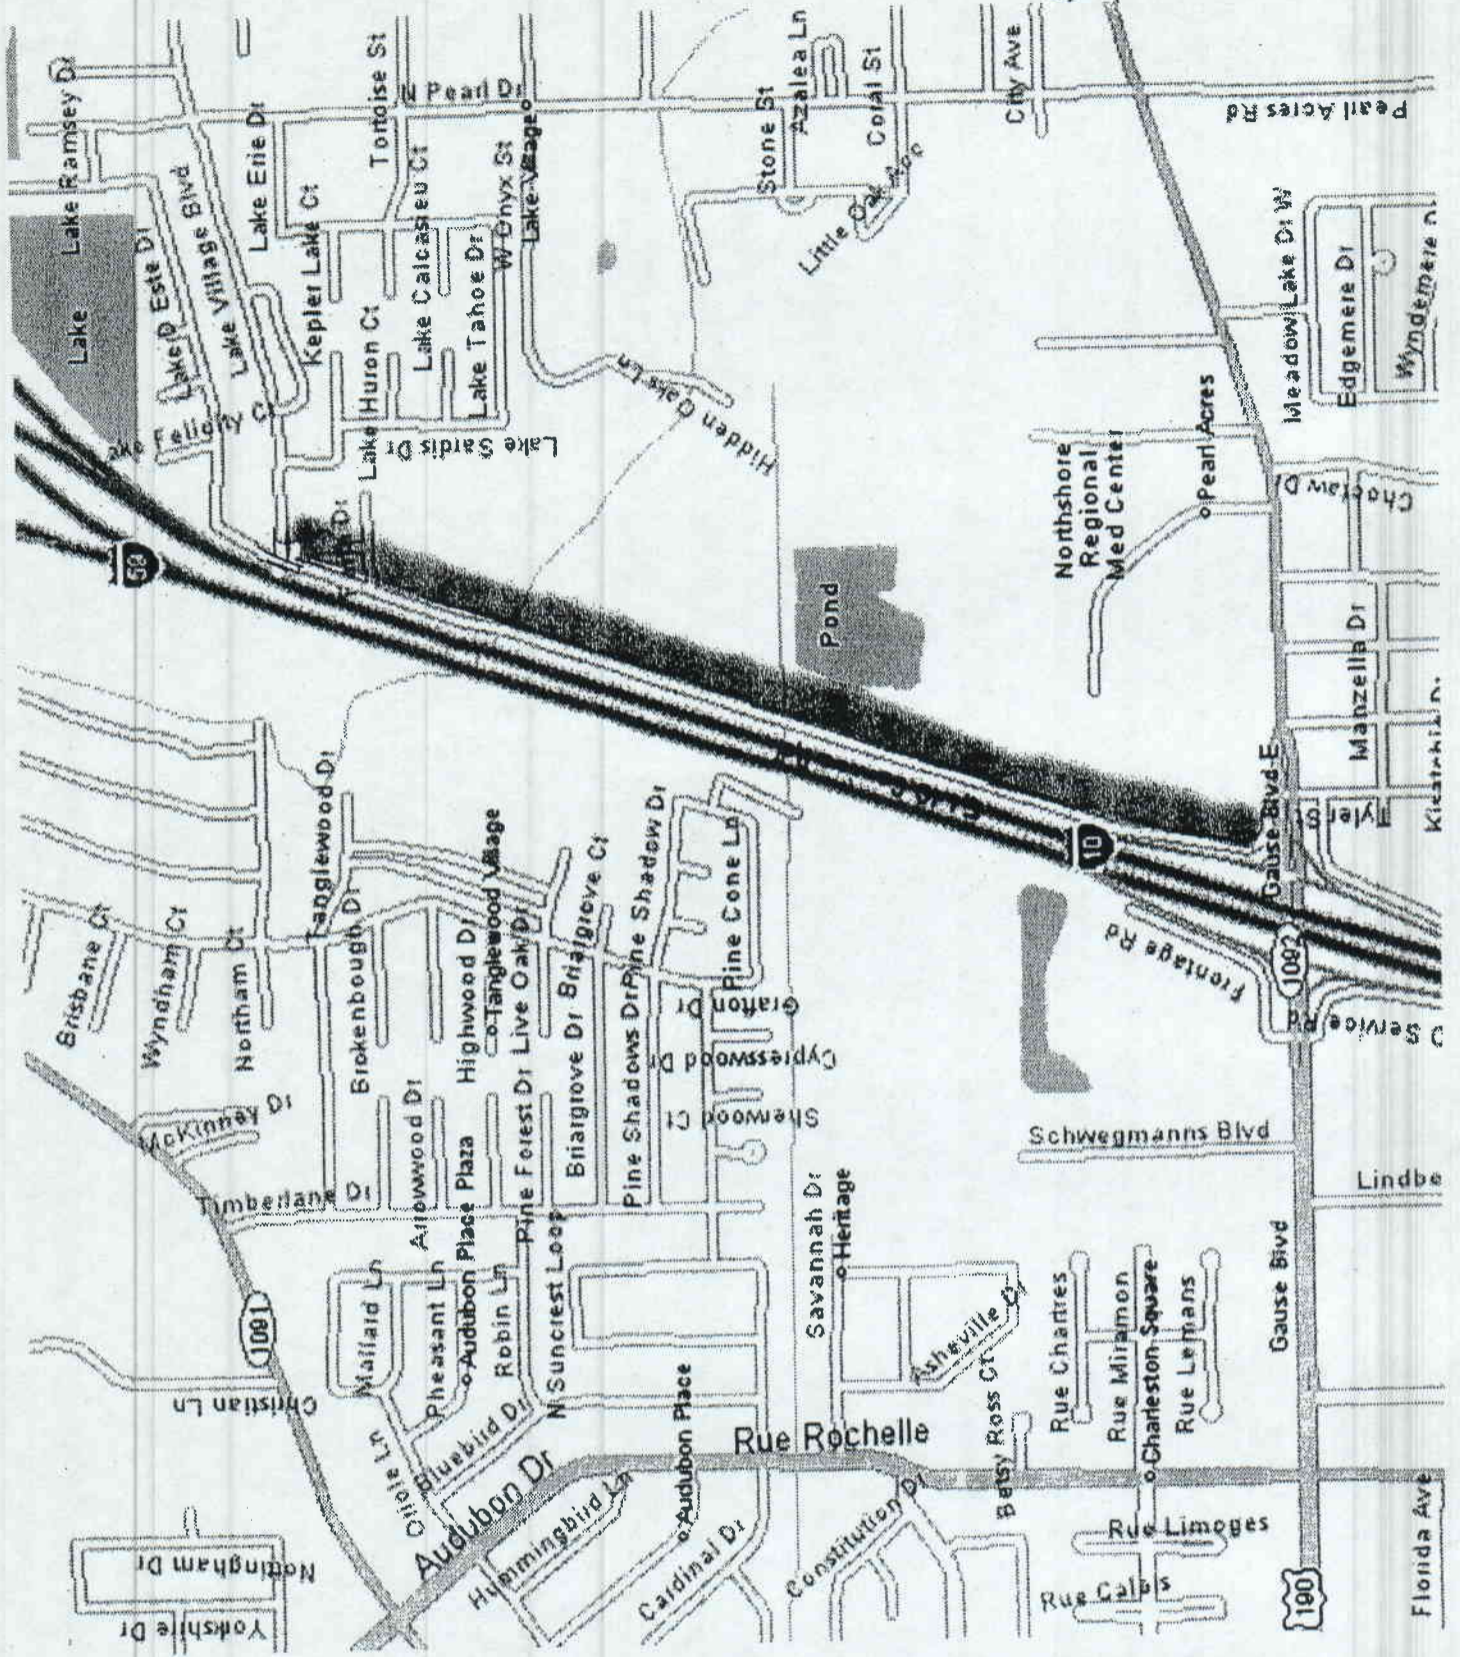 Lake Ramsey Dr
Lake
Lake D Este Dr
Lake Village Blvd
Lake Erie Dr
Tortoise St
N Pearl Dr
Felicity Ct
Kepler Lake Ct
Lake Huron Ct
Lake Calcasieu Ct
Lake Tahoe Dr
W Onyx St
Lake Village
Lake Sardis Dr
Hidden Oaks Ln
Stone St
Azalea Ln
Coal St
City Ave
Little Oak
Pearl Acres Rd
Meadow Lake Dr W
Edgemere Dr
Wyndemere
Northshore
Regional
Med Center
Pearl Acres
Choctaw Dr
Manzella Dr
Tyler St
Gause Blvd E
Pond
59
10
1092
Frontage Rd
Service Rd
Brisbane Ct
Wyndham Ct
Northam Ct
Tanglewood Dr
Brokenbough Dr
Highwood Dr
Tanglewood Village
Live Oak Dr
Briargrove Ct
Pine Shadow Dr
Pine Cone Ln
Grafton Dr
Cypresswood Dr
Sherwood Ct
McKinney Dr
Timberlane Dr
Arrowwood Dr
Audubon Place Plaza
Pine Forest Dr
Briargrove Dr
Pine Shadows Dr
Savannah Dr
Heritage
Schwegmanns Blvd
Lindbe
Gause Blvd
1091
Christian Ln
Mallard Ln
Pheasant Ln
Robin Ln
N Suncrest Loop
Oriole Ln
Bluebird Dr
Audubon Dr
Hummingbird Ln
Audubon Place
Cardinal Dr
Rue Rochelle
Constitution Dr
Asheville Dr
Betsy Ross Ct
Rue Chartres
Rue Miramon
Charleston Square
Rue Lemans
Rue Limoges
Rue Calais
190
Florida Ave
Nottingham Dr
Yorkshire Dr